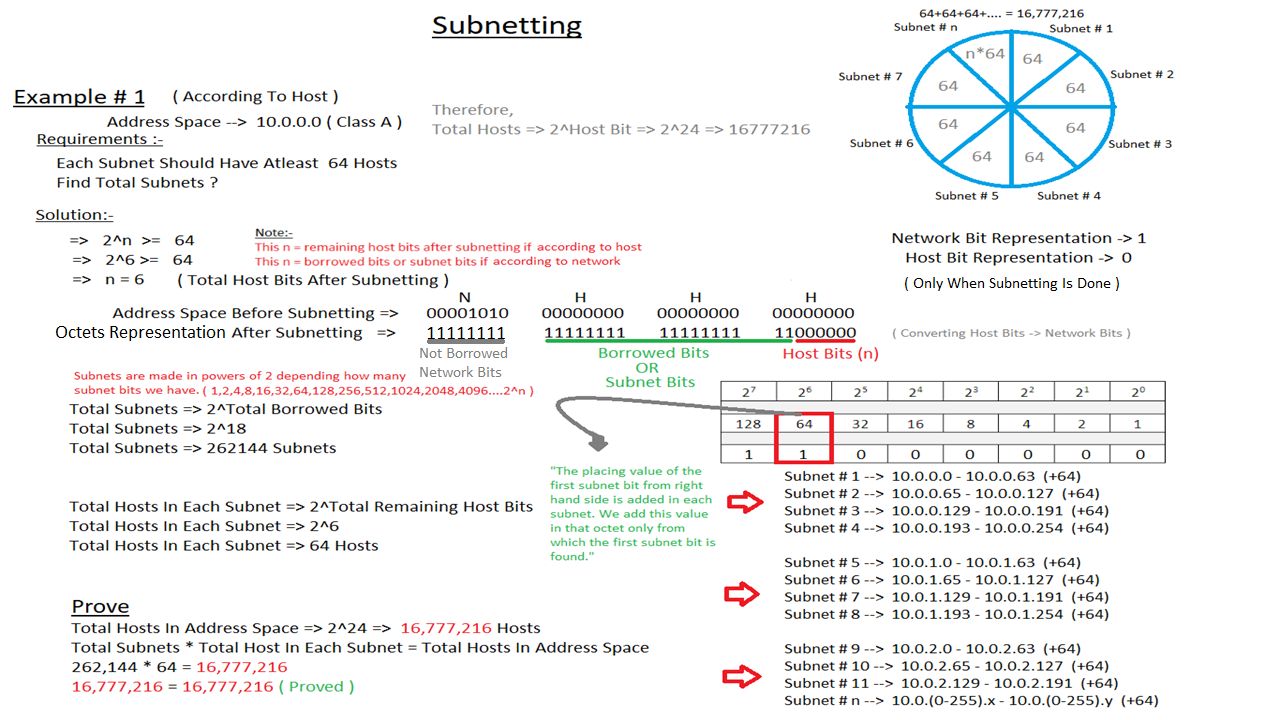 Subnetting
64+64+64+.... = 16,777,216
Subnet # n
Subnet # 1
n*64
64
Subnet # 7
Subnet # 2
64
64
64
64
Subnet # 6
Subnet # 3
64
64
Subnet # 5
Subnet # 4
Example # 1 ( According To Host )
Address Space --> 10.0.0.0 ( Class A )
Requirements :-
Each Subnet Should Have Atleast 64 Hosts
Find Total Subnets ?
Therefore,
Total Hosts => 2^Host Bit => 2^24 => 16777216
Solution:-
=> 2^n >= 64
=> 2^6 >= 64
=> n = 6 ( Total Host Bits After Subnetting )
Note:-
This n = remaining host bits after subnetting if according to host
This n = borrowed bits or subnet bits if according to network
Network Bit Representation -> 1
Host Bit Representation -> 0
( Only When Subnetting Is Done )
N H H H
Address Space Before Subnetting => 00001010 00000000 00000000 00000000
Octets Representation After Subnetting => 11111111 11111111 11111111 11000000
( Converting Host Bits -> Network Bits )
Not Borrowed
Network Bits
Borrowed Bits
OR
Subnet Bits
Host Bits (n)
Subnets are made in powers of 2 depending how many
subnet bits we have. ( 1,2,4,8,16,32,64,128,256,512,1024,2048,4096....2^n )
Total Subnets => 2^Total Borrowed Bits
Total Subnets => 2^18
Total Subnets => 262144 Subnets
2⁷ 2⁶ 2⁵ 2⁴ 2³ 2² 2¹ 2⁰
128 64 32 16 8 4 2 1
1 1 0 0 0 0 0 0
"The placing value of the
first subnet bit from right
hand side is added in each
subnet. We add this value
in that octet only from
which the first subnet bit is
found."
Total Hosts In Each Subnet => 2^Total Remaining Host Bits
Total Hosts In Each Subnet => 2^6
Total Hosts In Each Subnet => 64 Hosts
Subnet # 1 --> 10.0.0.0 - 10.0.0.63 (+64)
Subnet # 2 --> 10.0.0.65 - 10.0.0.127 (+64)
Subnet # 3 --> 10.0.0.129 - 10.0.0.191 (+64)
Subnet # 4 --> 10.0.0.193 - 10.0.0.254 (+64)
Subnet # 5 --> 10.0.1.0 - 10.0.1.63 (+64)
Subnet # 6 --> 10.0.1.65 - 10.0.1.127 (+64)
Subnet # 7 --> 10.0.1.129 - 10.0.1.191 (+64)
Subnet # 8 --> 10.0.1.193 - 10.0.1.254 (+64)
Subnet # 9 --> 10.0.2.0 - 10.0.2.63 (+64)
Subnet # 10 --> 10.0.2.65 - 10.0.2.127 (+64)
Subnet # 11 --> 10.0.2.129 - 10.0.2.191 (+64)
Subnet # n --> 10.0.(0-255).x - 10.0.(0-255).y (+64)
Prove
Total Hosts In Address Space => 2^24 => 16,777,216 Hosts
Total Subnets * Total Host In Each Subnet = Total Hosts In Address Space
262,144 * 64 = 16,777,216
16,777,216 = 16,777,216 ( Proved )